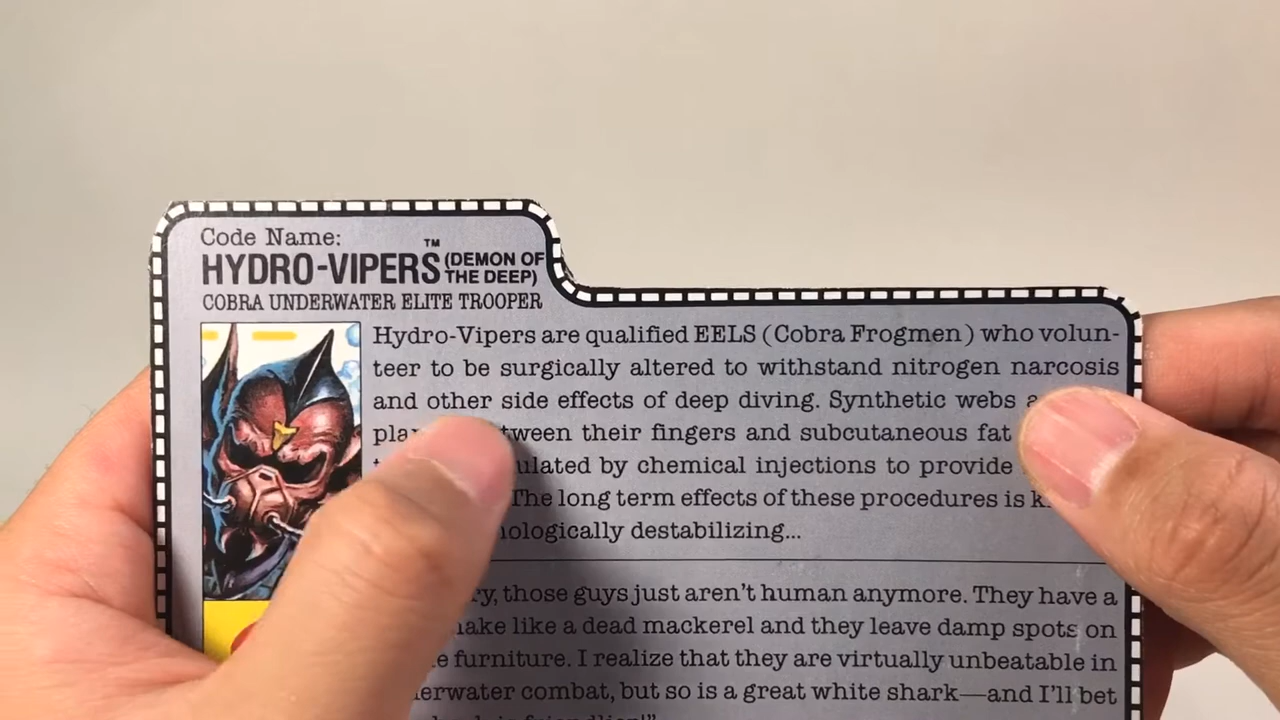 Code Name:
HYDRO-VIPERS™ (DEMON OF THE DEEP)
COBRA UNDERWATER ELITE TROOPER
Hydro-Vipers are qualified EELS (Cobra Frogmen) who volun-
teer to be surgically altered to withstand nitrogen narcosis
and other side effects of deep diving. Synthetic webs
their fingers and subcutaneous fat
by chemical injections to provide
The long term effects of these procedures is
destabilizing...
those guys just aren't human anymore. They have a
like a dead mackerel and they leave damp spots on
furniture. I realize that they are virtually unbeatable in
combat, but so is a great white shark—and I'll bet